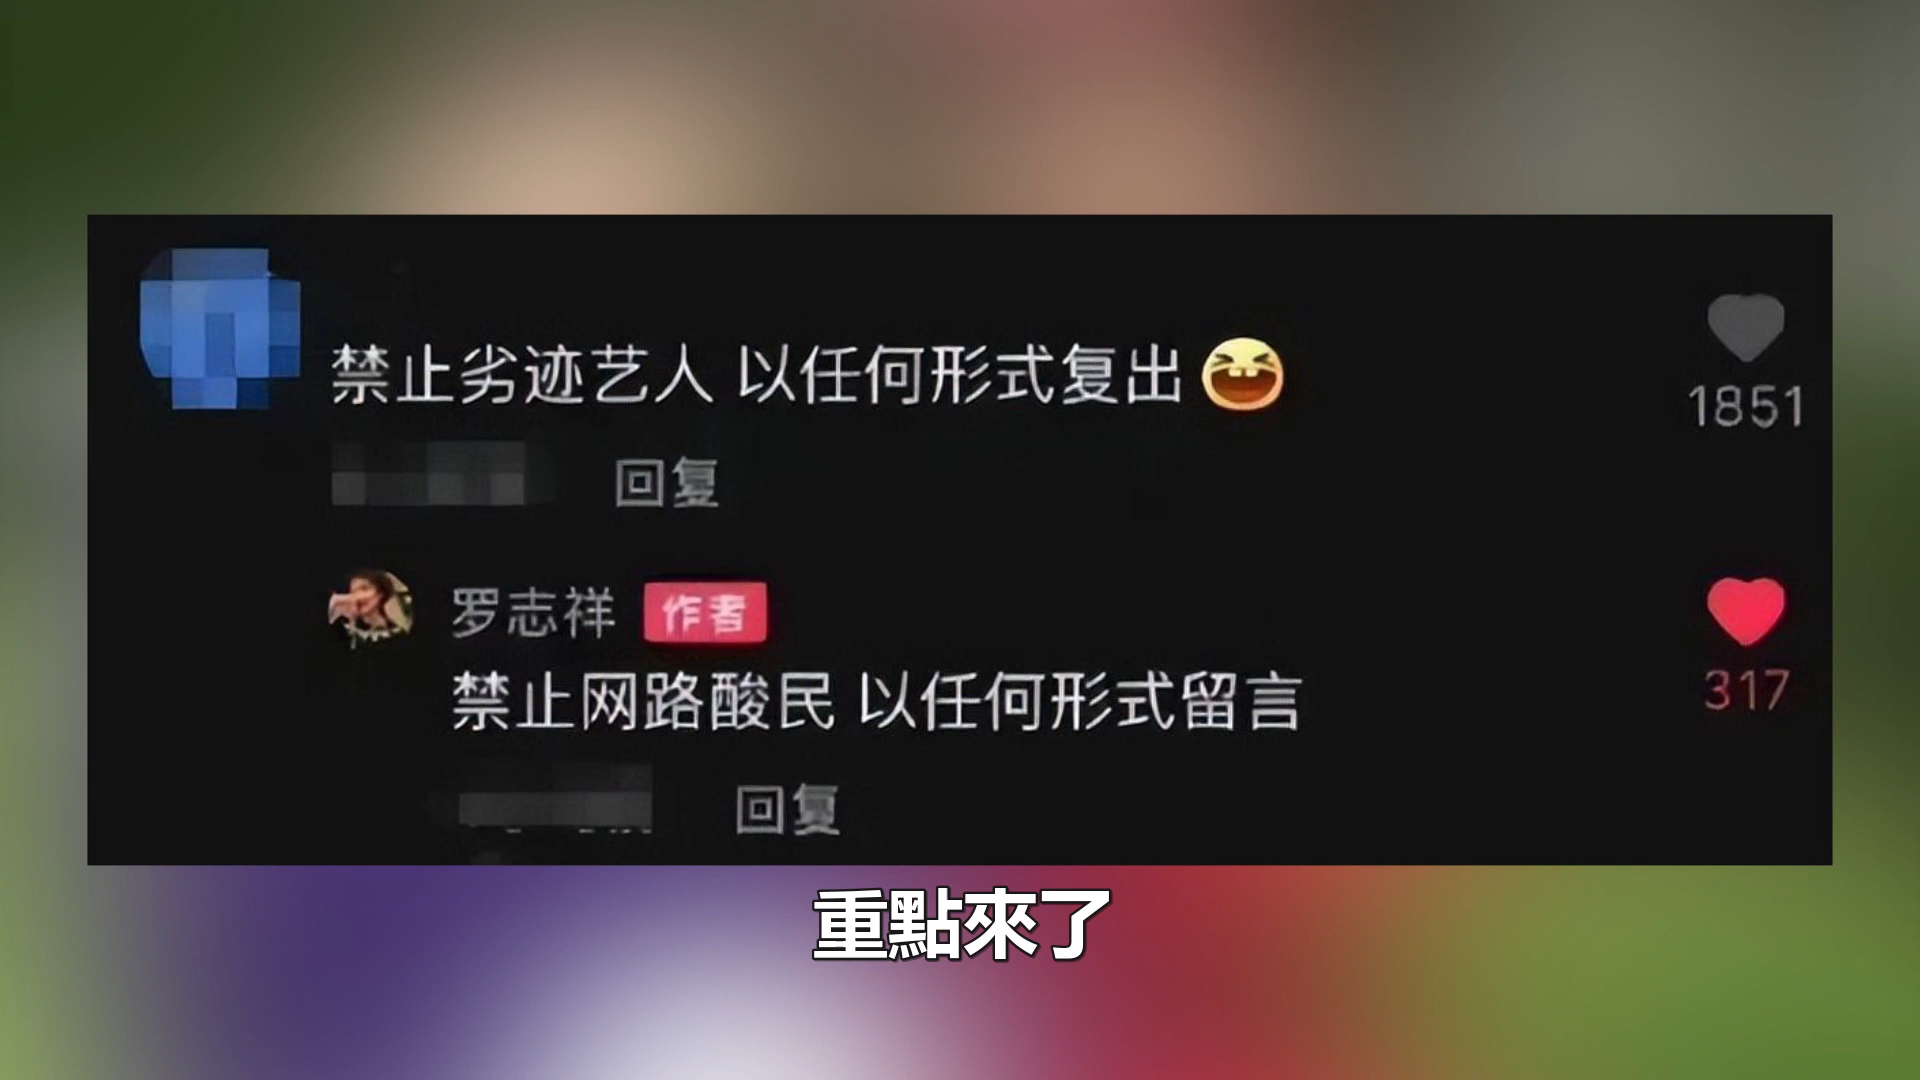 禁止劣迹艺人 以任何形式复出
1851
回复
罗志祥 作者
禁止网路酸民 以任何形式留言
317
回复
重點來了